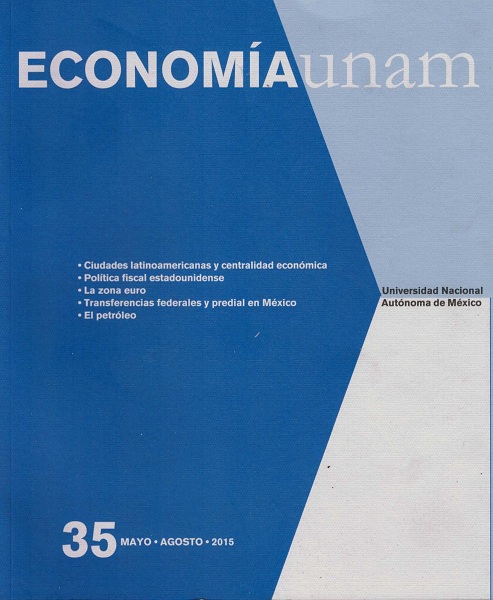 ECONOMÍAunam
• Ciudades latinoamericanas y centralidad económica
• Política fiscal estadounidense
• La zona euro
• Transferencias federales y predial en México
• El petróleo
Universidad Nacional
Autónoma de México
35 MAYO • AGOSTO • 2015